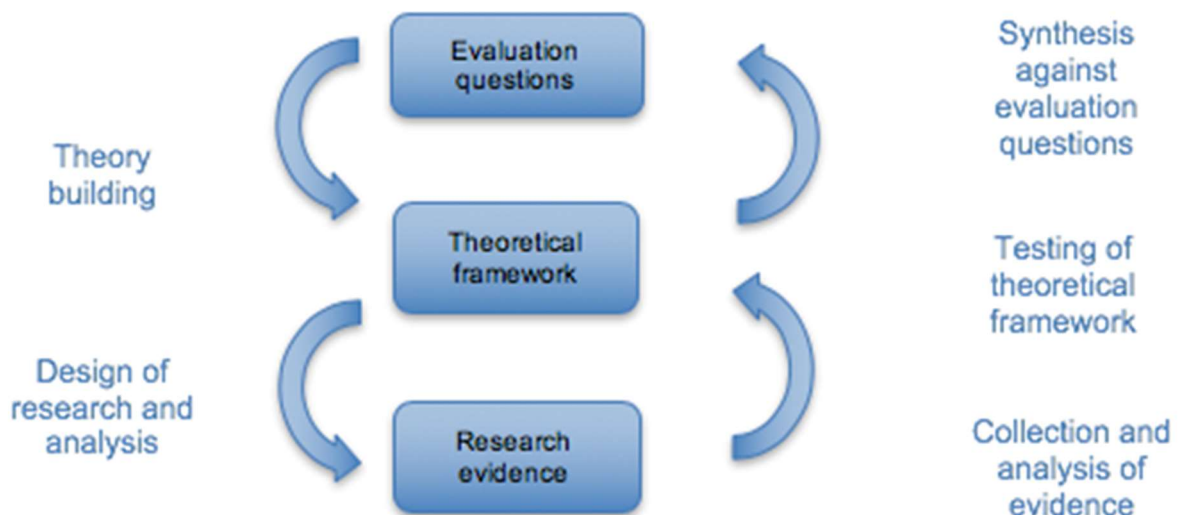 Evaluation
questions
Theory
building
Theoretical
framework
Design of
research and
analysis
Research
evidence
Synthesis
against
evaluation
questions
Testing of
theoretical
framework
Collection and
analysis of
evidence